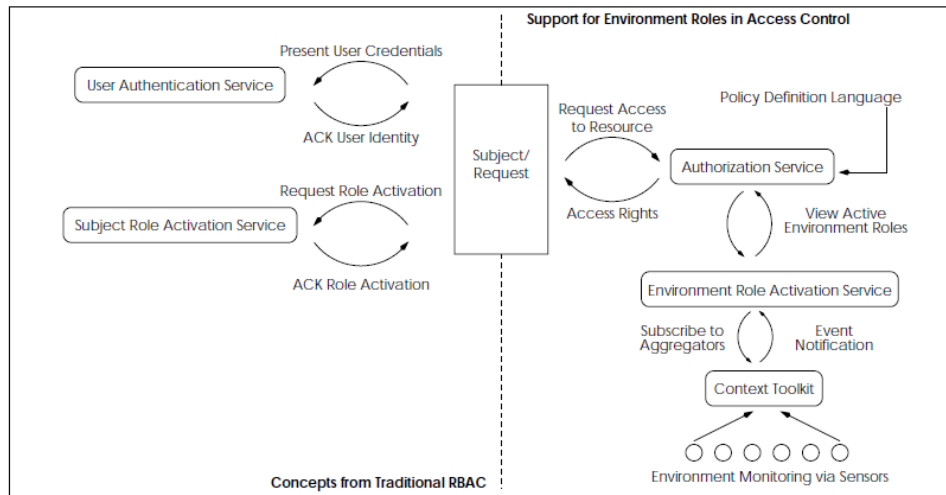 Support for Environment Roles in Access Control
Present User Credentials
User Authentication Service
ACK User Identity
Request Role Activation
Subject Role Activation Service
ACK Role Activation
Subject/
Request
Request Access
to Resource
Access Rights
Policy Definition Language
Authorization Service
View Active
Environment Roles
Environment Role Activation Service
Subscribe to
Aggregators
Event
Notification
Context Toolkit
Environment Monitoring via Sensors
Concepts from Traditional RBAC